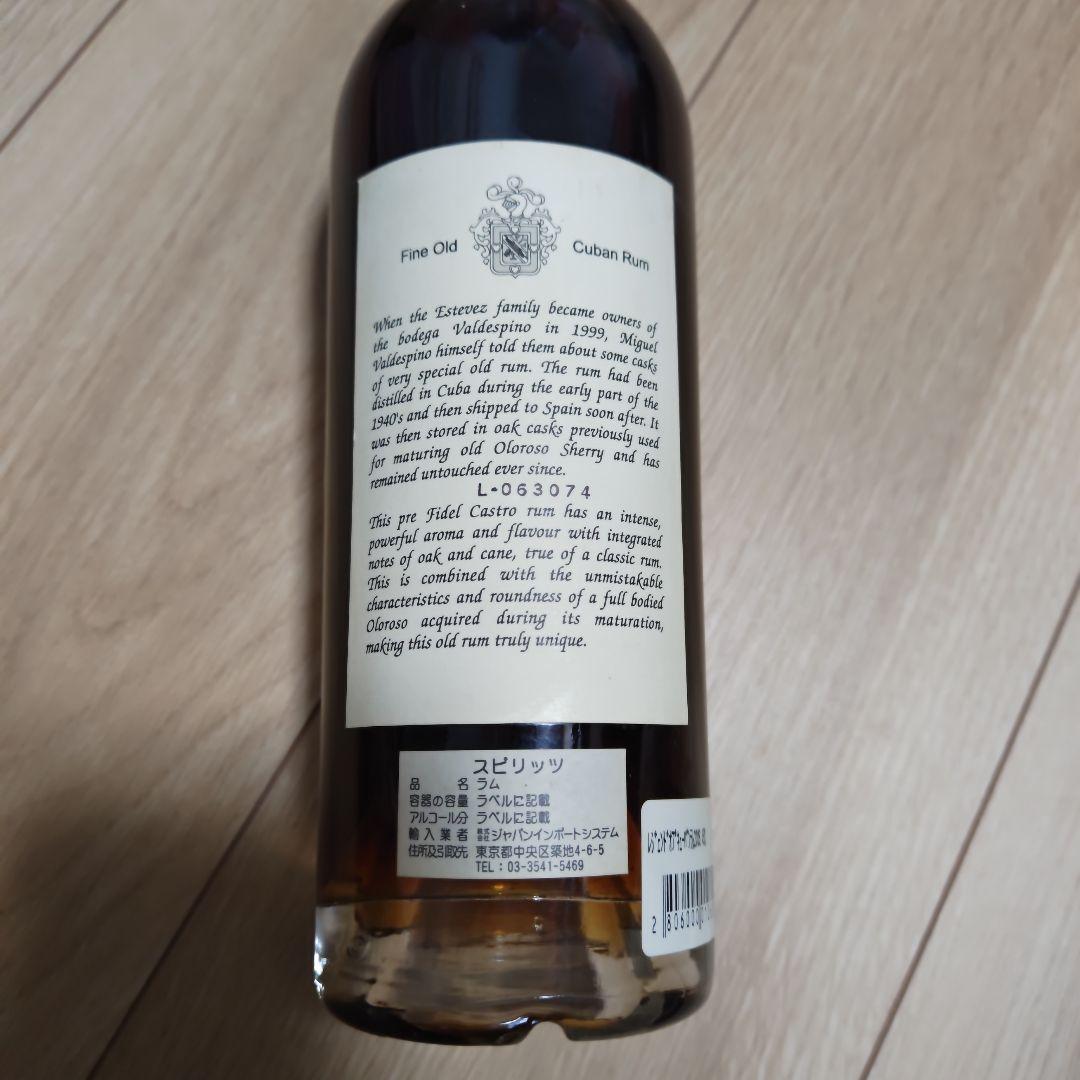 Fine Old Cuban Rum
When the Estevez family became owners of
the bodega Valdespino in 1999, Miguel
Valdespino himself told them about some casks
of very special old rum. The rum had been
distilled in Cuba during the early part of the
1940's and then shipped to Spain soon after. It
was then stored in oak casks previously used
for maturing old Oloroso Sherry and has
remained untouched ever since.
L-063074
This pre Fidel Castro rum has an intense,
powerful aroma and flavour with integrated
notes of oak and cane, true of a classic rum.
This is combined with the unmistakable
characteristics and roundness of a full bodied
Oloroso acquired during its maturation,
making this old rum truly unique.
スピリッツ
品名 ラム
容器の容量 ラベルに記載
アルコール分 ラベルに記載
輸入業者 株式会社ジャパンインポートシステム
住所及引取先 東京都中央区築地4-6-5
TEL：03-3541-5469
2 806000